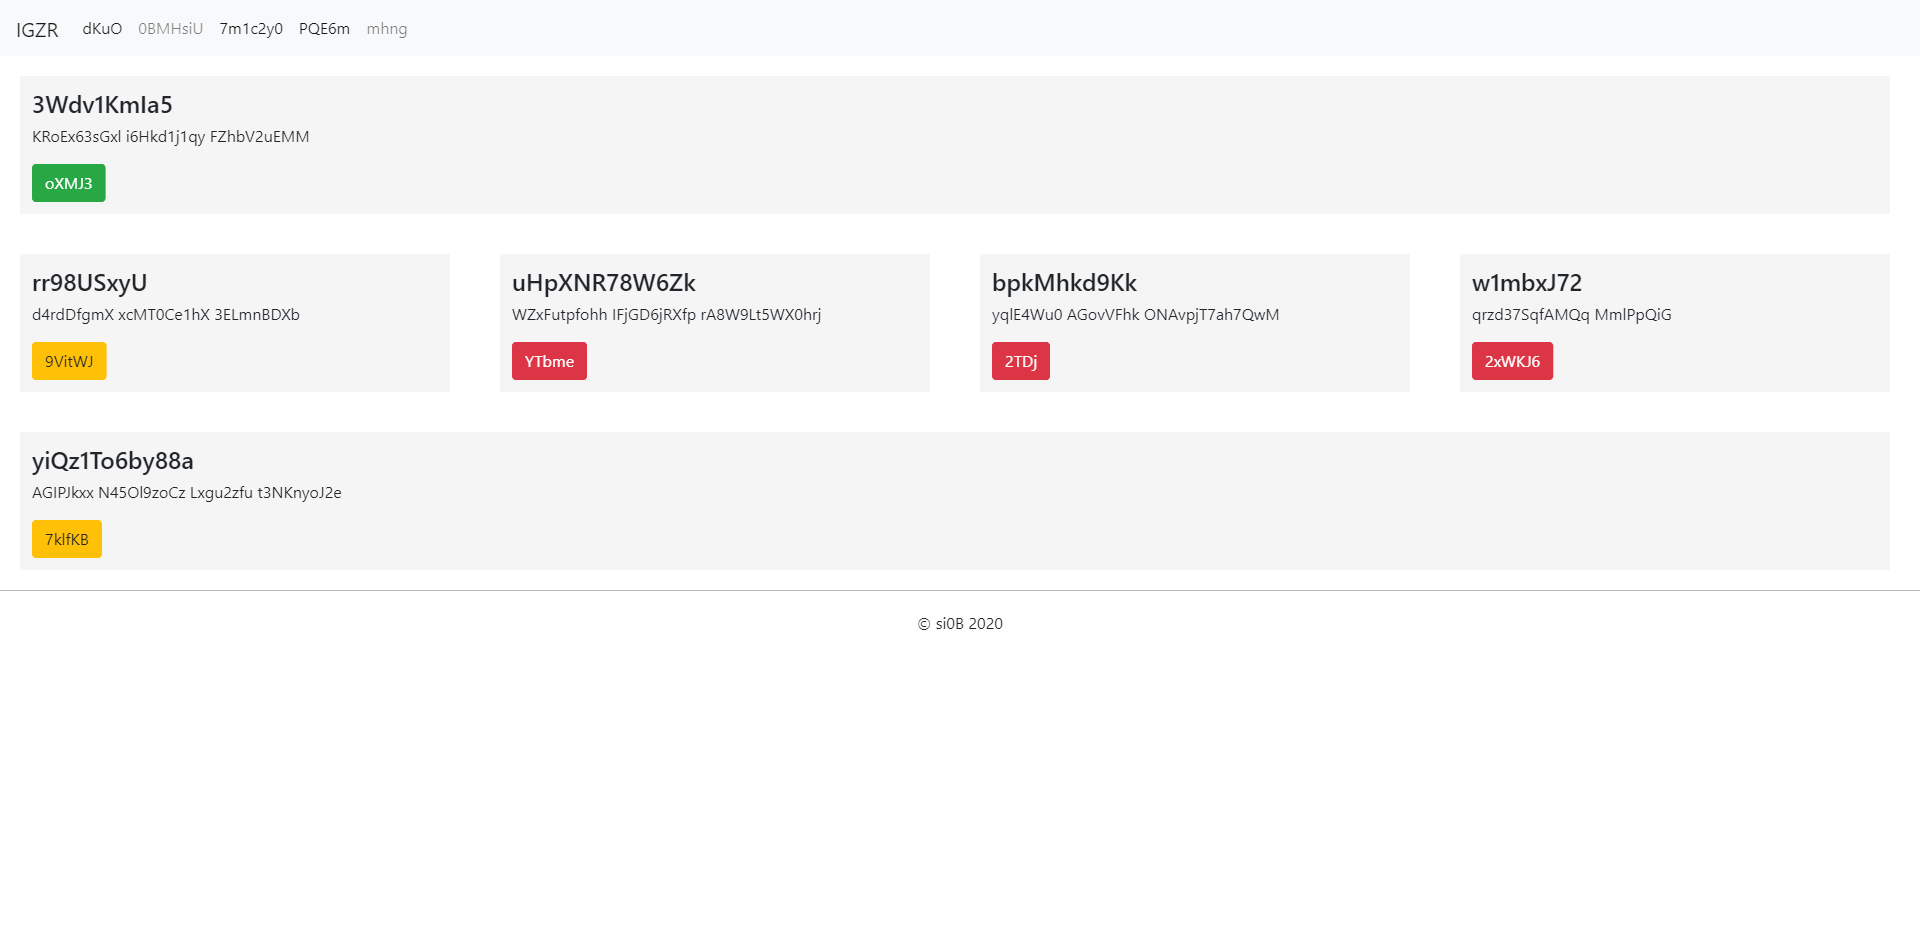 IGZR dKuO 0BMHsiU 7m1c2y0 PQE6m mhng
3Wdv1KmIa5
KRoEx63sGxl i6Hkd1j1qy FZhbV2uEMM
oXMJ3
rr98USxyU
d4rdDfgmX xcMT0Ce1hX 3ELmnBDXb
9VitWJ
uHpXNR78W6Zk
WZxFutpfohh IFjGD6jRXfp rA8W9Lt5WX0hrj
YTbme
bpkMhkd9Kk
yqlE4Wu0 AGovVFhk ONAvpjT7ah7QwM
2TDj
w1mbxJ72
qrzd37SqfAMQq MmlPpQiG
2xWKJ6
yiQz1To6by88a
AGIPJkxx N45Ol9zoCz Lxgu2zfu t3NKnyoJ2e
7klfKB
© si0B 2020